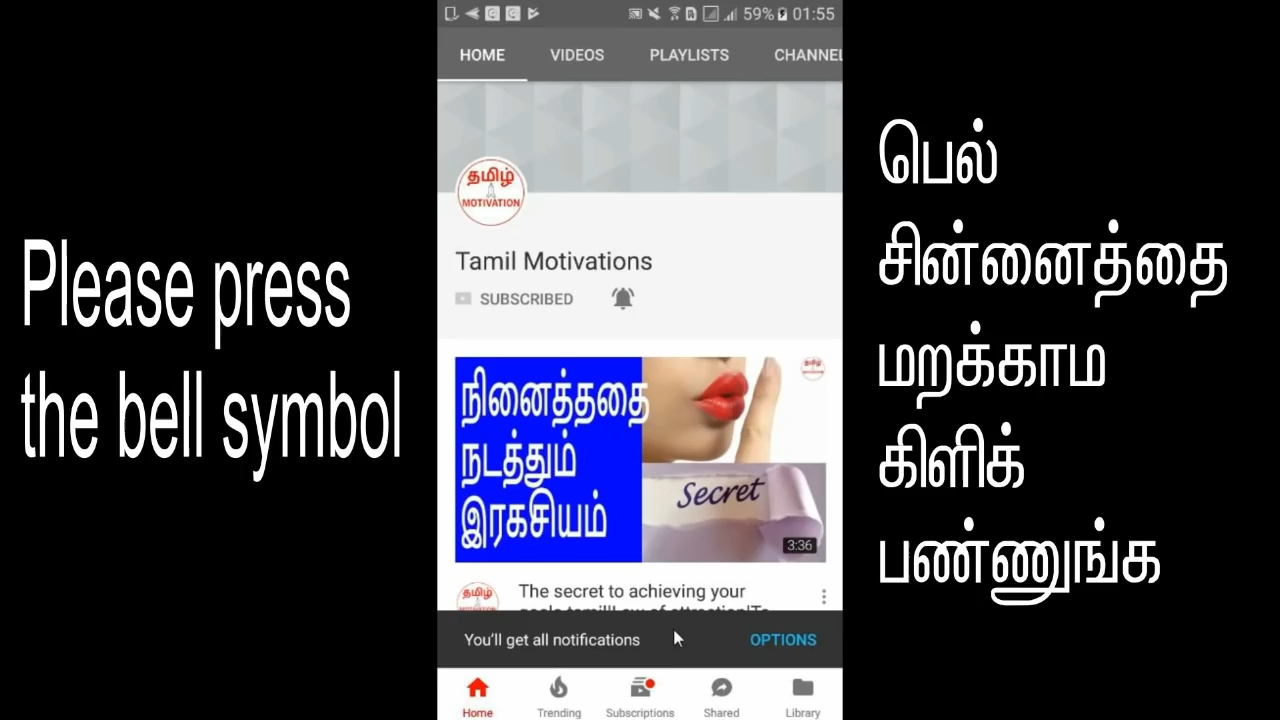 59% 01:55
HOME VIDEOS PLAYLISTS CHANNEL
தமிழ்
MOTIVATION
Tamil Motivations
SUBSCRIBED
Please press
the bell symbol
நினைத்ததை
நடத்தும்
இரகசியம்
Secret
தமிழ்
3:36
தமிழ்
The secret to achieving your
You'll get all notifications OPTIONS
Home Trending Subscriptions Shared Library
பெல்
சின்னைத்தை
மறக்காம
கிளிக்
பண்ணுங்க